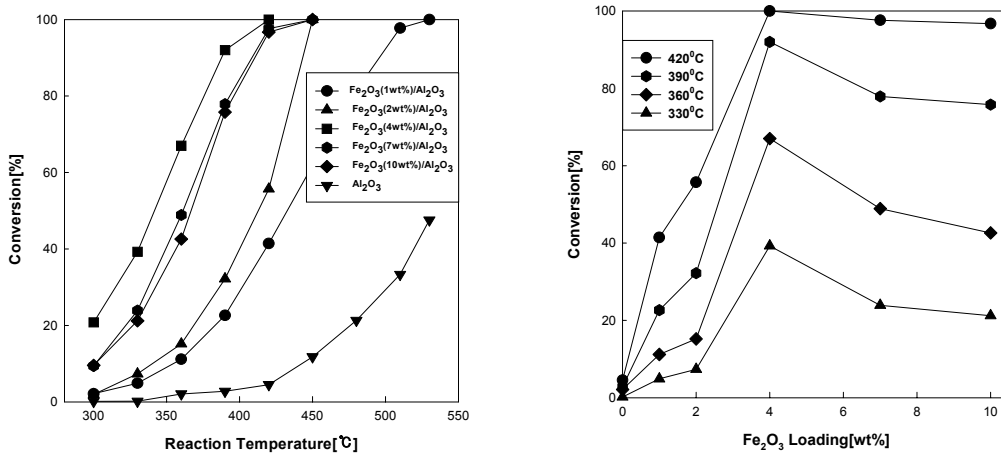 100
80
60
40
20
0
Conversion[%]
300
350
400
450
500
550
Reaction Temperature[℃]
Fe₂O₃(1wt%)/Al₂O₃
Fe₂O₃(2wt%)/Al₂O₃
Fe₂O₃(4wt%)/Al₂O₃
Fe₂O₃(7wt%)/Al₂O₃
Fe₂O₃(10wt%)/Al₂O₃
Al₂O₃
100
80
60
40
20
0
Conversion[%]
0
2
4
6
8
10
Fe₂O₃ Loading[wt%]
420⁰C
390⁰C
360⁰C
330⁰C